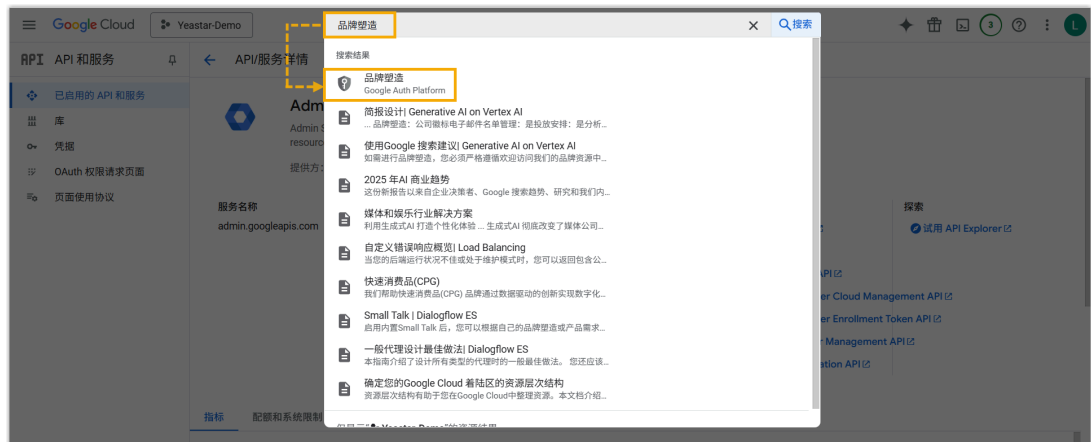 Google Cloud
Yeastar-Demo
品牌塑造
搜索
3
L
API API 和服务
API/服务详情
搜索结果
已启用的 API 和服务
库
凭据
OAuth 权限请求页面
页面使用协议
Adm
Admin S
resourc
提供方:
服务名称
admin.googleapis.com
品牌塑造
Google Auth Platform
简报设计| Generative AI on Vertex AI
... 品牌塑造：公司徽标电子邮件名单管理：是投放安排：是分析...
使用Google 搜索建议| Generative AI on Vertex AI
如需进行品牌塑造，您必须严格遵循欢迎访问我们的品牌资源中...
2025 年AI 商业趋势
这份新报告以来自企业决策者、Google 搜索趋势、研究和我们内...
媒体和娱乐行业解决方案
利用生成式AI 打造个性化体验 ... 生成式AI 彻底改变了媒体公司...
自定义错误响应概览| Load Balancing
当您的后端运行状况不佳或处于维护模式时，您可以返回包含公...
快速消费品(CPG)
我们帮助快速消费品(CPG) 品牌通过数据驱动的创新实现数字化...
Small Talk | Dialogflow ES
启用内置Small Talk 后，您可以根据自己的品牌塑造或产品需求...
一般代理设计最佳做法| Dialogflow ES
本指南介绍了设计所有类型的代理时的一般最佳做法。 您还应该...
确定您的Google Cloud 着陆区的资源层次结构
资源层次结构有助于您在Google Cloud中整理资源。本文档介绍...
探索
试用 API Explorer
API
er Cloud Management API
er Enrollment Token API
r Management API
ation API
指标
配额和系统限制